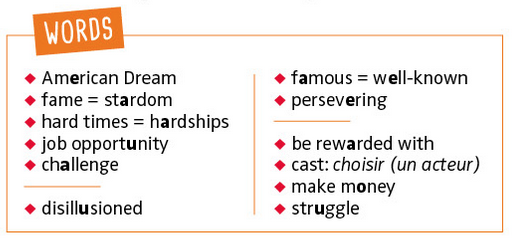 WORDS
American Dream
fame = stardom
hard times = hardships
job opportunity
challenge
disillusioned
famous = well-known
persevering
be rewarded with
cast: choisir (un acteur)
make money
struggle